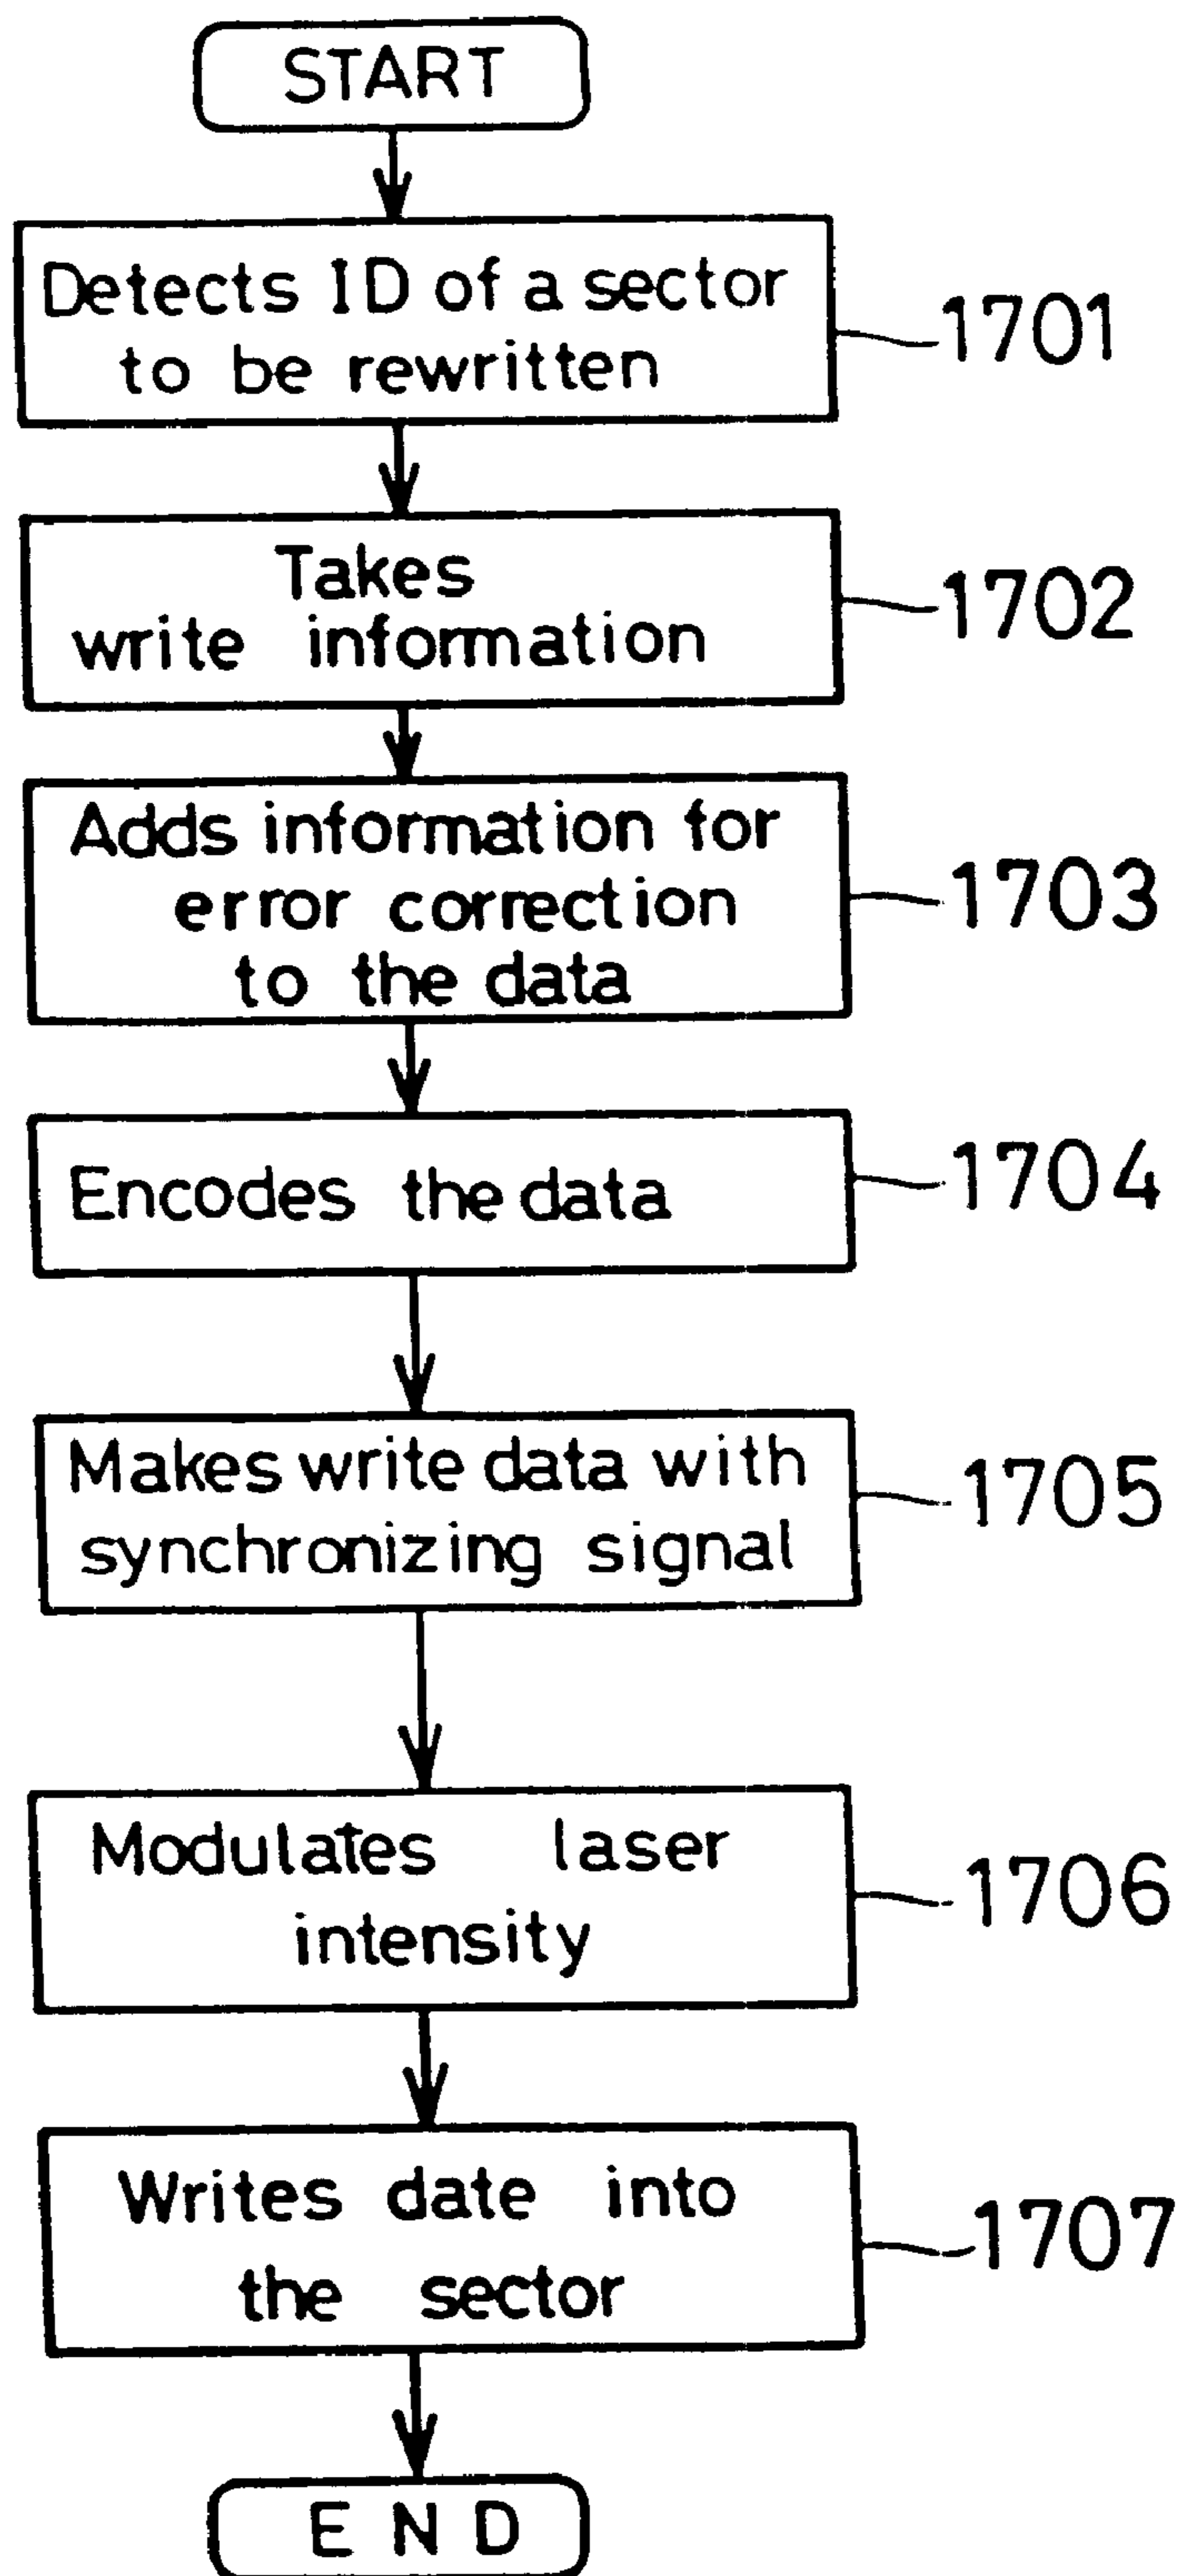 START
Detects ID of a sector
to be rewritten
1701
Takes
write information
1702
Adds information for
error correction
to the data
1703
Encodes the data
1704
Makes write data with
synchronizing signal
1705
Modulates laser
intensity
1706
Writes date into
the sector
1707
END